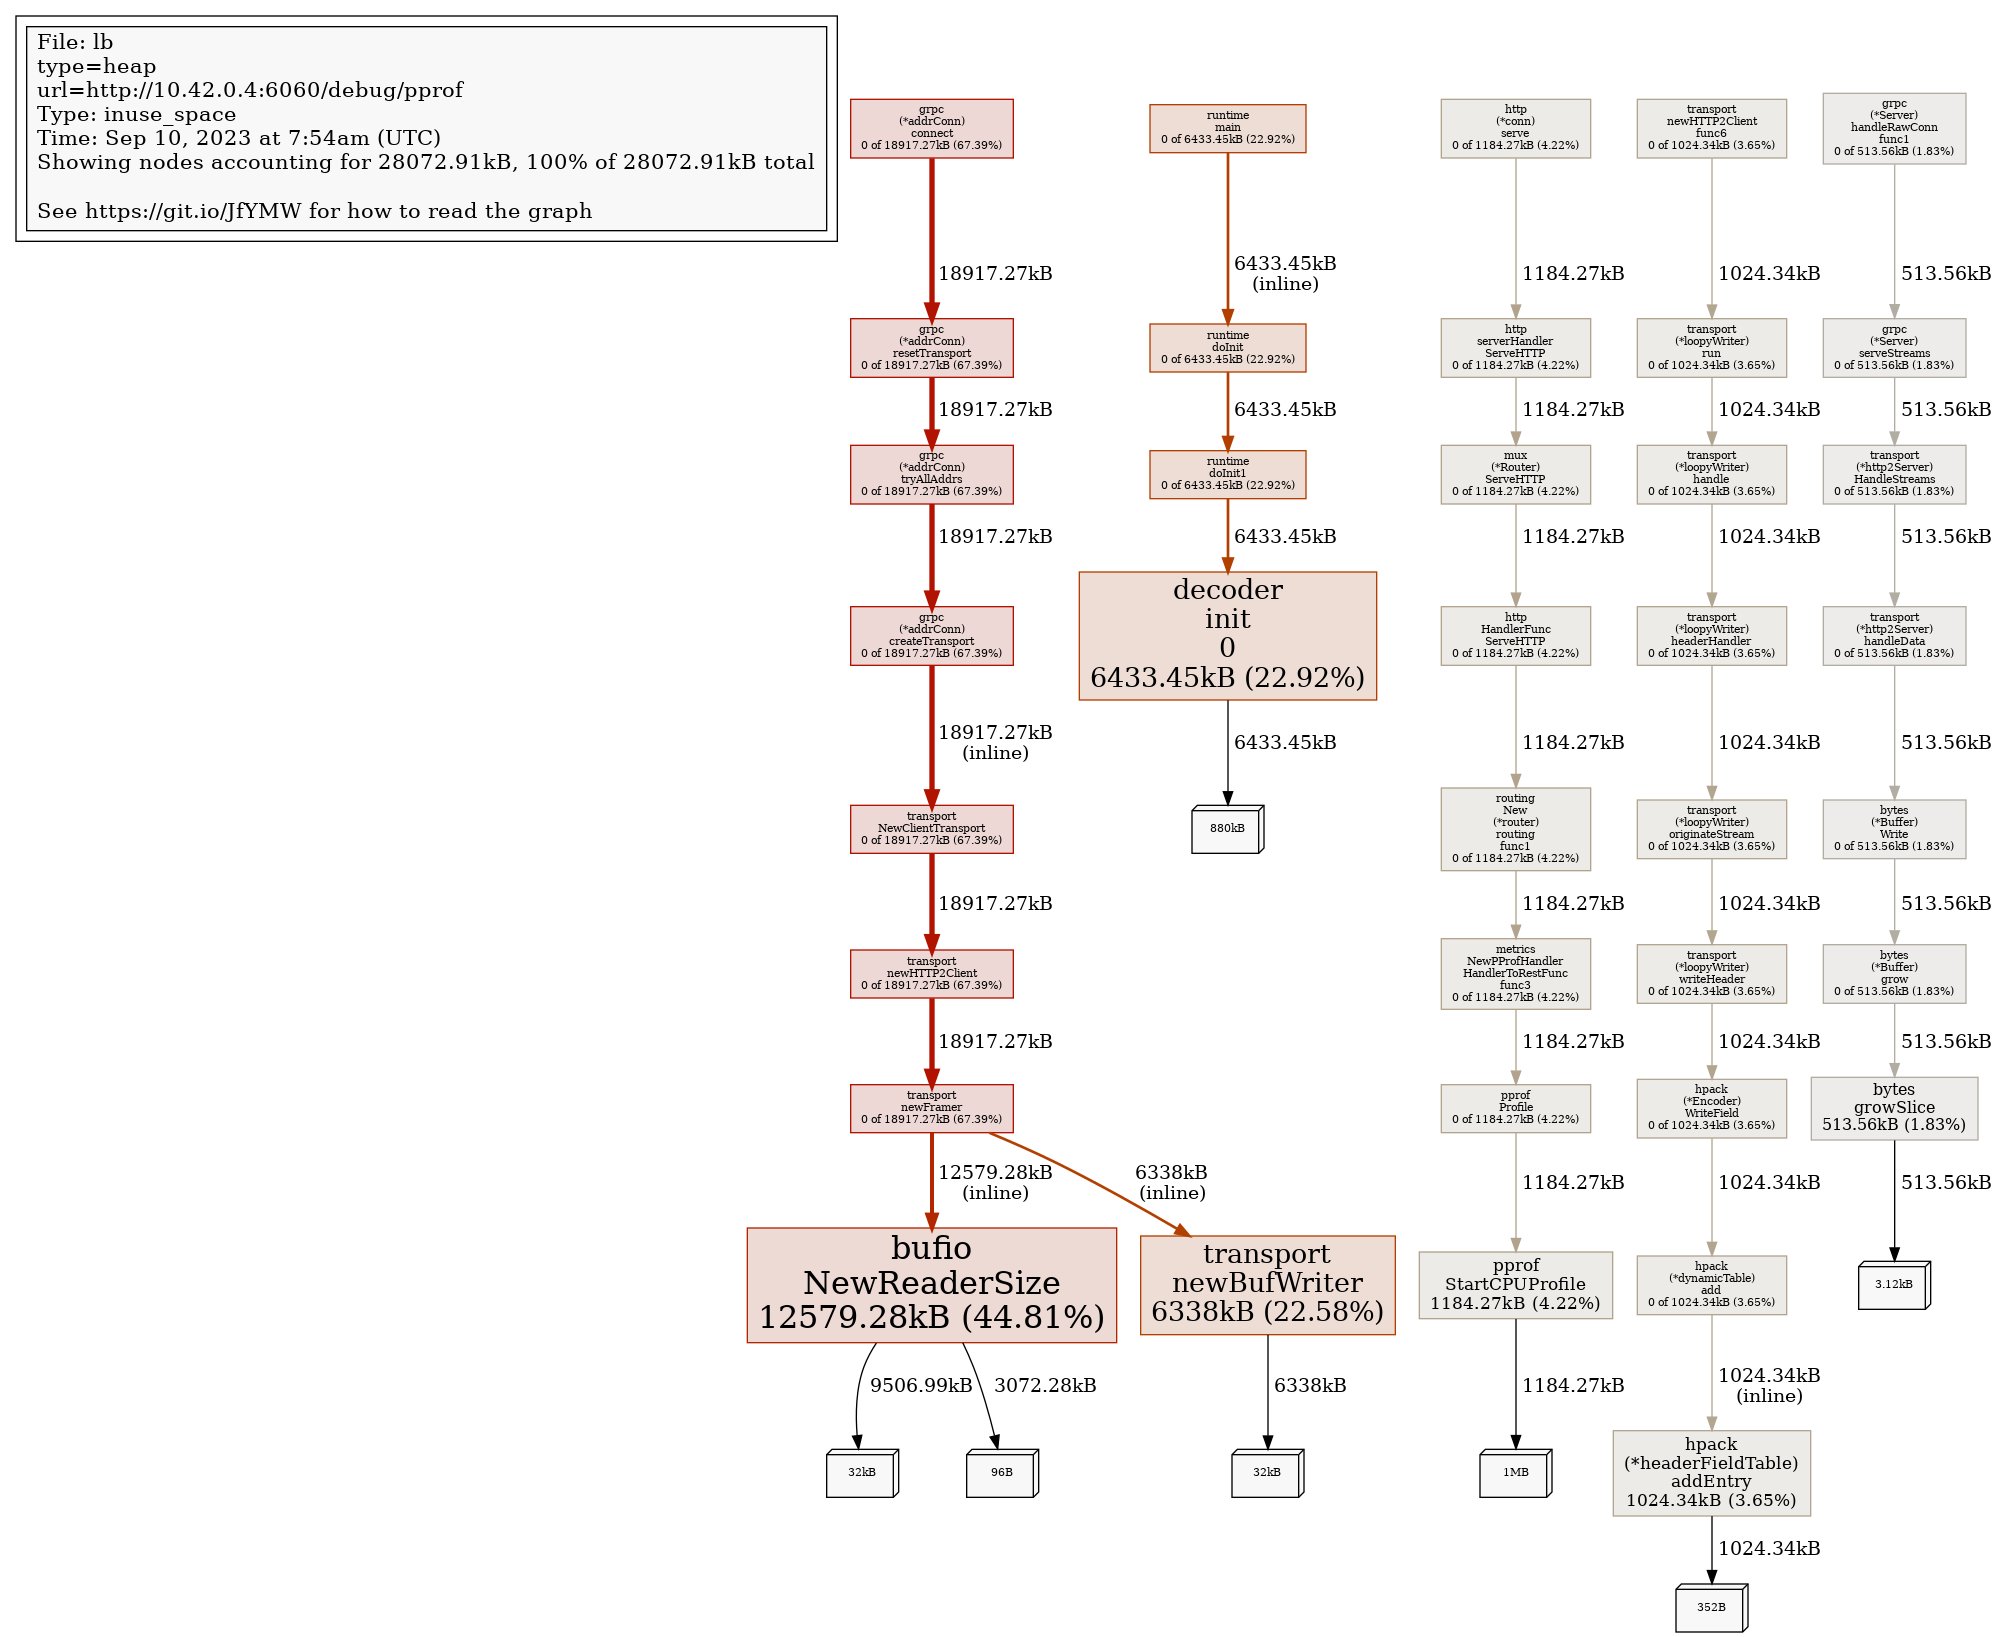 File: lb
type=heap
url=http://10.42.0.4:6060/debug/pprof
Type: inuse_space
Time: Sep 10, 2023 at 7:54am (UTC)
Showing nodes accounting for 28072.91kB, 100% of 28072.91kB total
See https://git.io/JfYMW for how to read the graph
grpc
(*addrConn)
connect
0 of 18917.27kB (67.39%)
18917.27kB
grpc
(*addrConn)
resetTransport
0 of 18917.27kB (67.39%)
18917.27kB
grpc
(*addrConn)
tryAllAddrs
0 of 18917.27kB (67.39%)
18917.27kB
grpc
(*addrConn)
createTransport
0 of 18917.27kB (67.39%)
18917.27kB
(inline)
transport
NewClientTransport
0 of 18917.27kB (67.39%)
18917.27kB
transport
newHTTP2Client
0 of 18917.27kB (67.39%)
18917.27kB
transport
newFramer
0 of 18917.27kB (67.39%)
12579.28kB
(inline)
6338kB
(inline)
bufio
NewReaderSize
12579.28kB (44.81%)
9506.99kB
3072.28kB
32kB
96B
transport
newBufWriter
6338kB (22.58%)
6338kB
32kB
runtime
main
0 of 6433.45kB (22.92%)
6433.45kB
(inline)
runtime
doInit
0 of 6433.45kB (22.92%)
6433.45kB
runtime
doInit1
0 of 6433.45kB (22.92%)
6433.45kB
decoder
init
0
6433.45kB (22.92%)
6433.45kB
880kB
http
(*conn)
serve
0 of 1184.27kB (4.22%)
1184.27kB
http
serverHandler
ServeHTTP
0 of 1184.27kB (4.22%)
1184.27kB
mux
(*Router)
ServeHTTP
0 of 1184.27kB (4.22%)
1184.27kB
http
HandlerFunc
ServeHTTP
0 of 1184.27kB (4.22%)
1184.27kB
routing
New
(*router)
routing
func1
0 of 1184.27kB (4.22%)
1184.27kB
metrics
NewPProfHandler
HandlerToRestFunc
func3
0 of 1184.27kB (4.22%)
1184.27kB
pprof
Profile
0 of 1184.27kB (4.22%)
1184.27kB
pprof
StartCPUProfile
1184.27kB (4.22%)
1184.27kB
1MB
transport
newHTTP2Client
func6
0 of 1024.34kB (3.65%)
1024.34kB
transport
(*loopyWriter)
run
0 of 1024.34kB (3.65%)
1024.34kB
transport
(*loopyWriter)
handle
0 of 1024.34kB (3.65%)
1024.34kB
transport
(*loopyWriter)
headerHandler
0 of 1024.34kB (3.65%)
1024.34kB
transport
(*loopyWriter)
originateStream
0 of 1024.34kB (3.65%)
1024.34kB
transport
(*loopyWriter)
writeHeader
0 of 1024.34kB (3.65%)
1024.34kB
hpack
(*Encoder)
WriteField
0 of 1024.34kB (3.65%)
1024.34kB
hpack
(*dynamicTable)
add
0 of 1024.34kB (3.65%)
1024.34kB
(inline)
hpack
(*headerFieldTable)
addEntry
1024.34kB (3.65%)
1024.34kB
352B
grpc
(*Server)
handleRawConn
func1
0 of 513.56kB (1.83%)
513.56kB
grpc
(*Server)
serveStreams
0 of 513.56kB (1.83%)
513.56kB
transport
(*http2Server)
HandleStreams
0 of 513.56kB (1.83%)
513.56kB
transport
(*http2Server)
handleData
0 of 513.56kB (1.83%)
513.56kB
bytes
(*Buffer)
Write
0 of 513.56kB (1.83%)
513.56kB
bytes
(*Buffer)
grow
0 of 513.56kB (1.83%)
513.56kB
bytes
growSlice
513.56kB (1.83%)
513.56kB
3.12kB